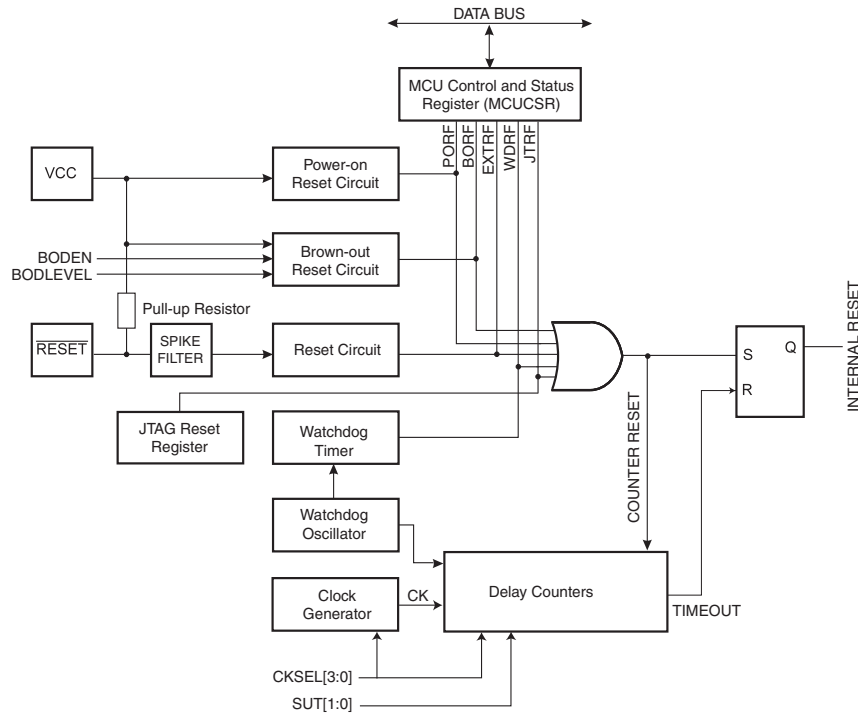 DATA BUS
MCU Control and Status
Register (MCUCSR)
PORF
BORF
EXTRF
WDRF
JTRF
VCC
Power-on
Reset Circuit
BODEN
BODLEVEL
Brown-out
Reset Circuit
Pull-up Resistor
RESET
SPIKE
FILTER
Reset Circuit
JTAG Reset
Register
Watchdog
Timer
Watchdog
Oscillator
Clock
Generator
CK
Delay Counters
COUNTER RESET
TIMEOUT
S
R
Q
INTERNAL RESET
CKSEL[3:0]
SUT[1:0]